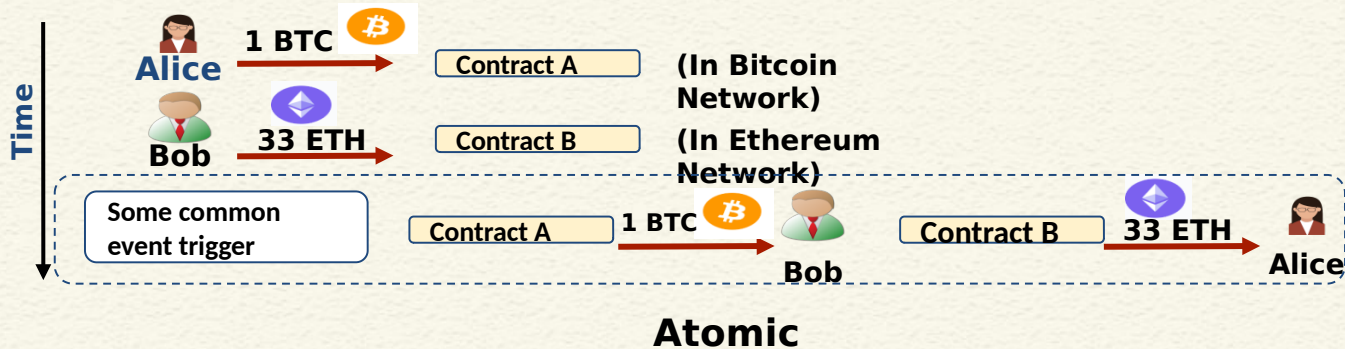 Time
1 BTC
Alice
Contract A
(In Bitcoin
Network)
33 ETH
Bob
Contract B
(In Ethereum
Network)
Some common
event trigger
Contract A
1 BTC
Bob
Contract B
33 ETH
Alice
Atomic